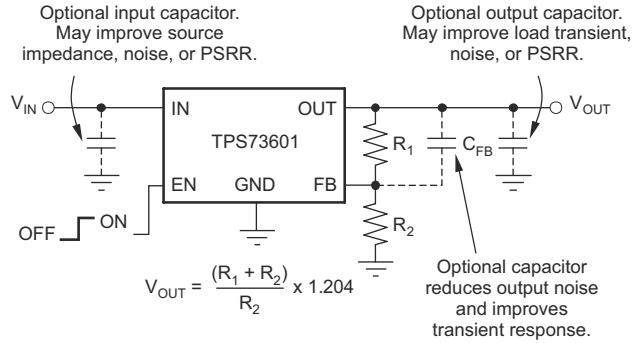 Optional input capacitor.
May improve source
impedance, noise, or PSRR.
Optional output capacitor.
May improve load transient,
noise, or PSRR.
VIN
IN
OUT
VOUT
TPS73601
R1
CFB
EN
GND
FB
OFF
ON
R2
VOUT = (R1 + R2) / R2 x 1.204
Optional capacitor
reduces output noise
and improves
transient response.